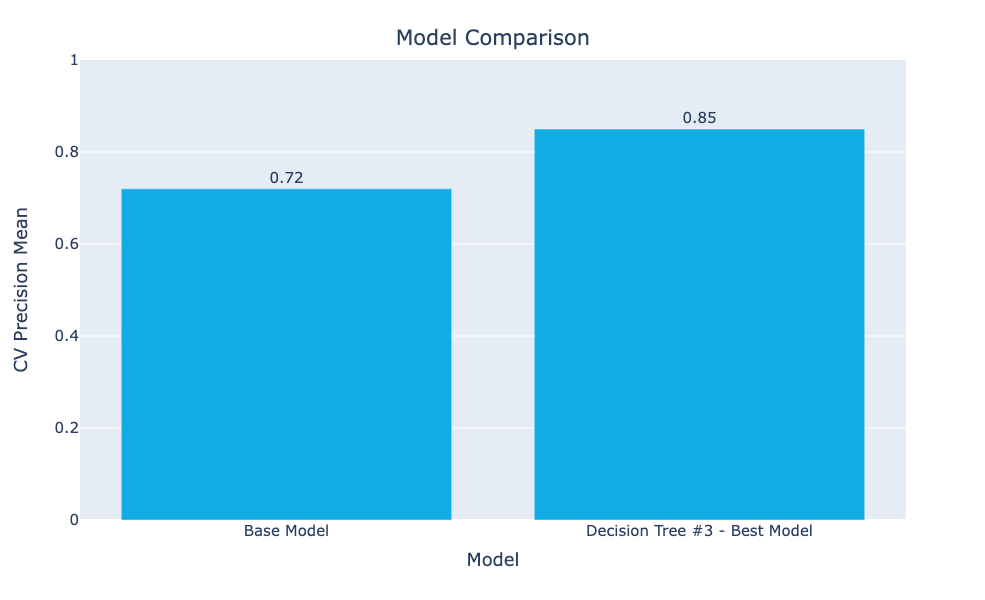 Model Comparison
1
0.8
0.6
0.4
0.2
0
CV Precision Mean
0.72
0.85
Base Model
Decision Tree #3 - Best Model
Model